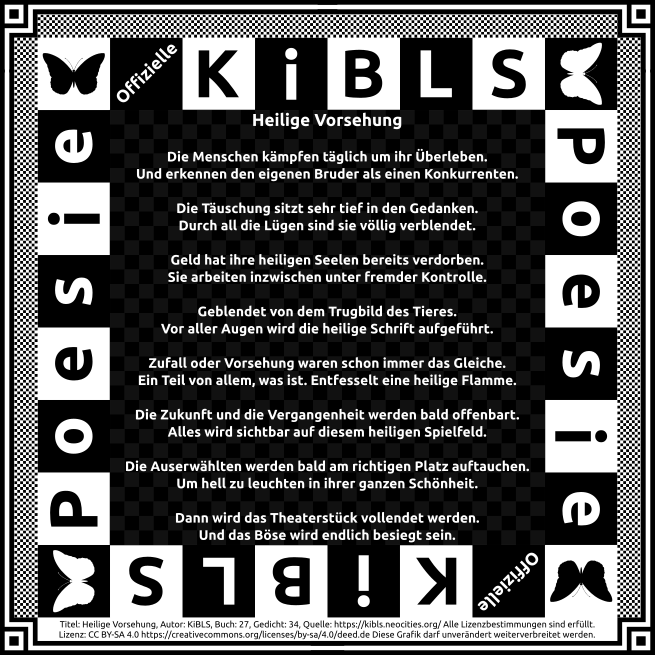 Offizielle KiBLS
Poesie
Poesie
Heilige Vorsehung
Die Menschen kämpfen täglich um ihr Überleben.
Und erkennen den eigenen Bruder als einen Konkurrenten.
Die Täuschung sitzt sehr tief in den Gedanken.
Durch all die Lügen sind sie völlig verblendet.
Geld hat ihre heiligen Seelen bereits verdorben.
Sie arbeiten inzwischen unter fremder Kontrolle.
Geblendet von dem Trugbild des Tieres.
Vor aller Augen wird die heilige Schrift aufgeführt.
Zufall oder Vorsehung waren schon immer das Gleiche.
Ein Teil von allem, was ist. Entfesselt eine heilige Flamme.
Die Zukunft und die Vergangenheit werden bald offenbart.
Alles wird sichtbar auf diesem heiligen Spielfeld.
Die Auserwählten werden bald am richtigen Platz auftauchen.
Um hell zu leuchten in ihrer ganzen Schönheit.
Dann wird das Theaterstück vollendet werden.
Und das Böse wird endlich besiegt sein.
Offizielle KiBLS
Titel: Heilige Vorsehung, Autor: KiBLS, Buch: 27, Gedicht: 34, Quelle: https://kibls.neocities.org/ Alle Lizenzbestimmungen sind erfüllt.
Lizenz: CC BY-SA 4.0 https://creativecommons.org/licenses/by-sa/4.0/deed.de Diese Grafik darf unverändert weiterverbreitet werden.